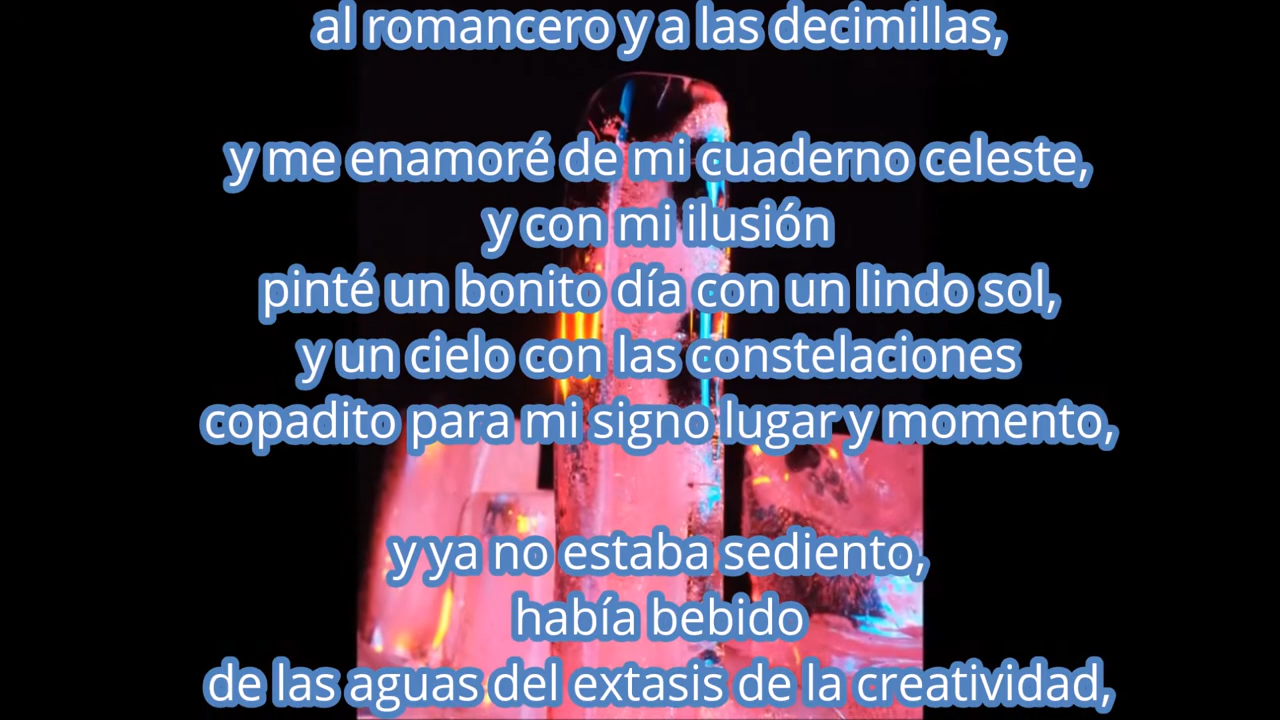 al romancero y a las decimillas,
y me enamoré de mi cuaderno celeste,
y con mi ilusión
pinté un bonito día con un lindo sol,
y un cielo con las constelaciones
copadito para mi signo lugar y momento,
y ya no estaba sediento,
había bebido
de las aguas del extasis de la creatividad,